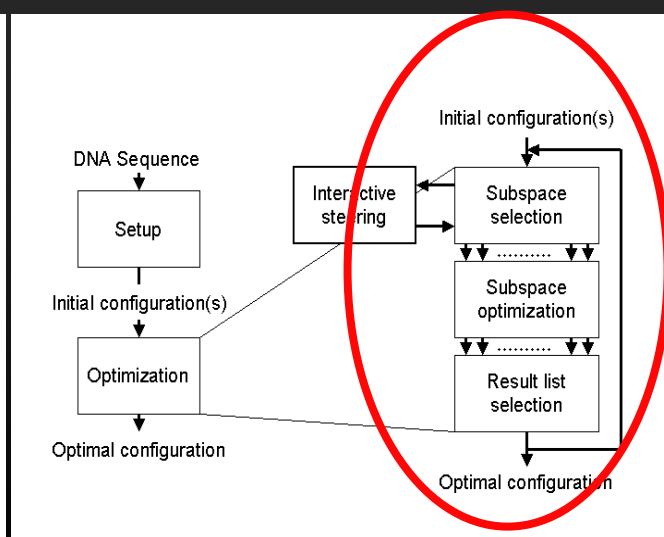 DNA Sequence
Setup
Initial configuration(s)
Optimization
Optimal configuration
Interactive
steering
Initial configuration(s)
Subspace
selection
..........
Subspace
optimization
..........
Result list
selection
Optimal configuration